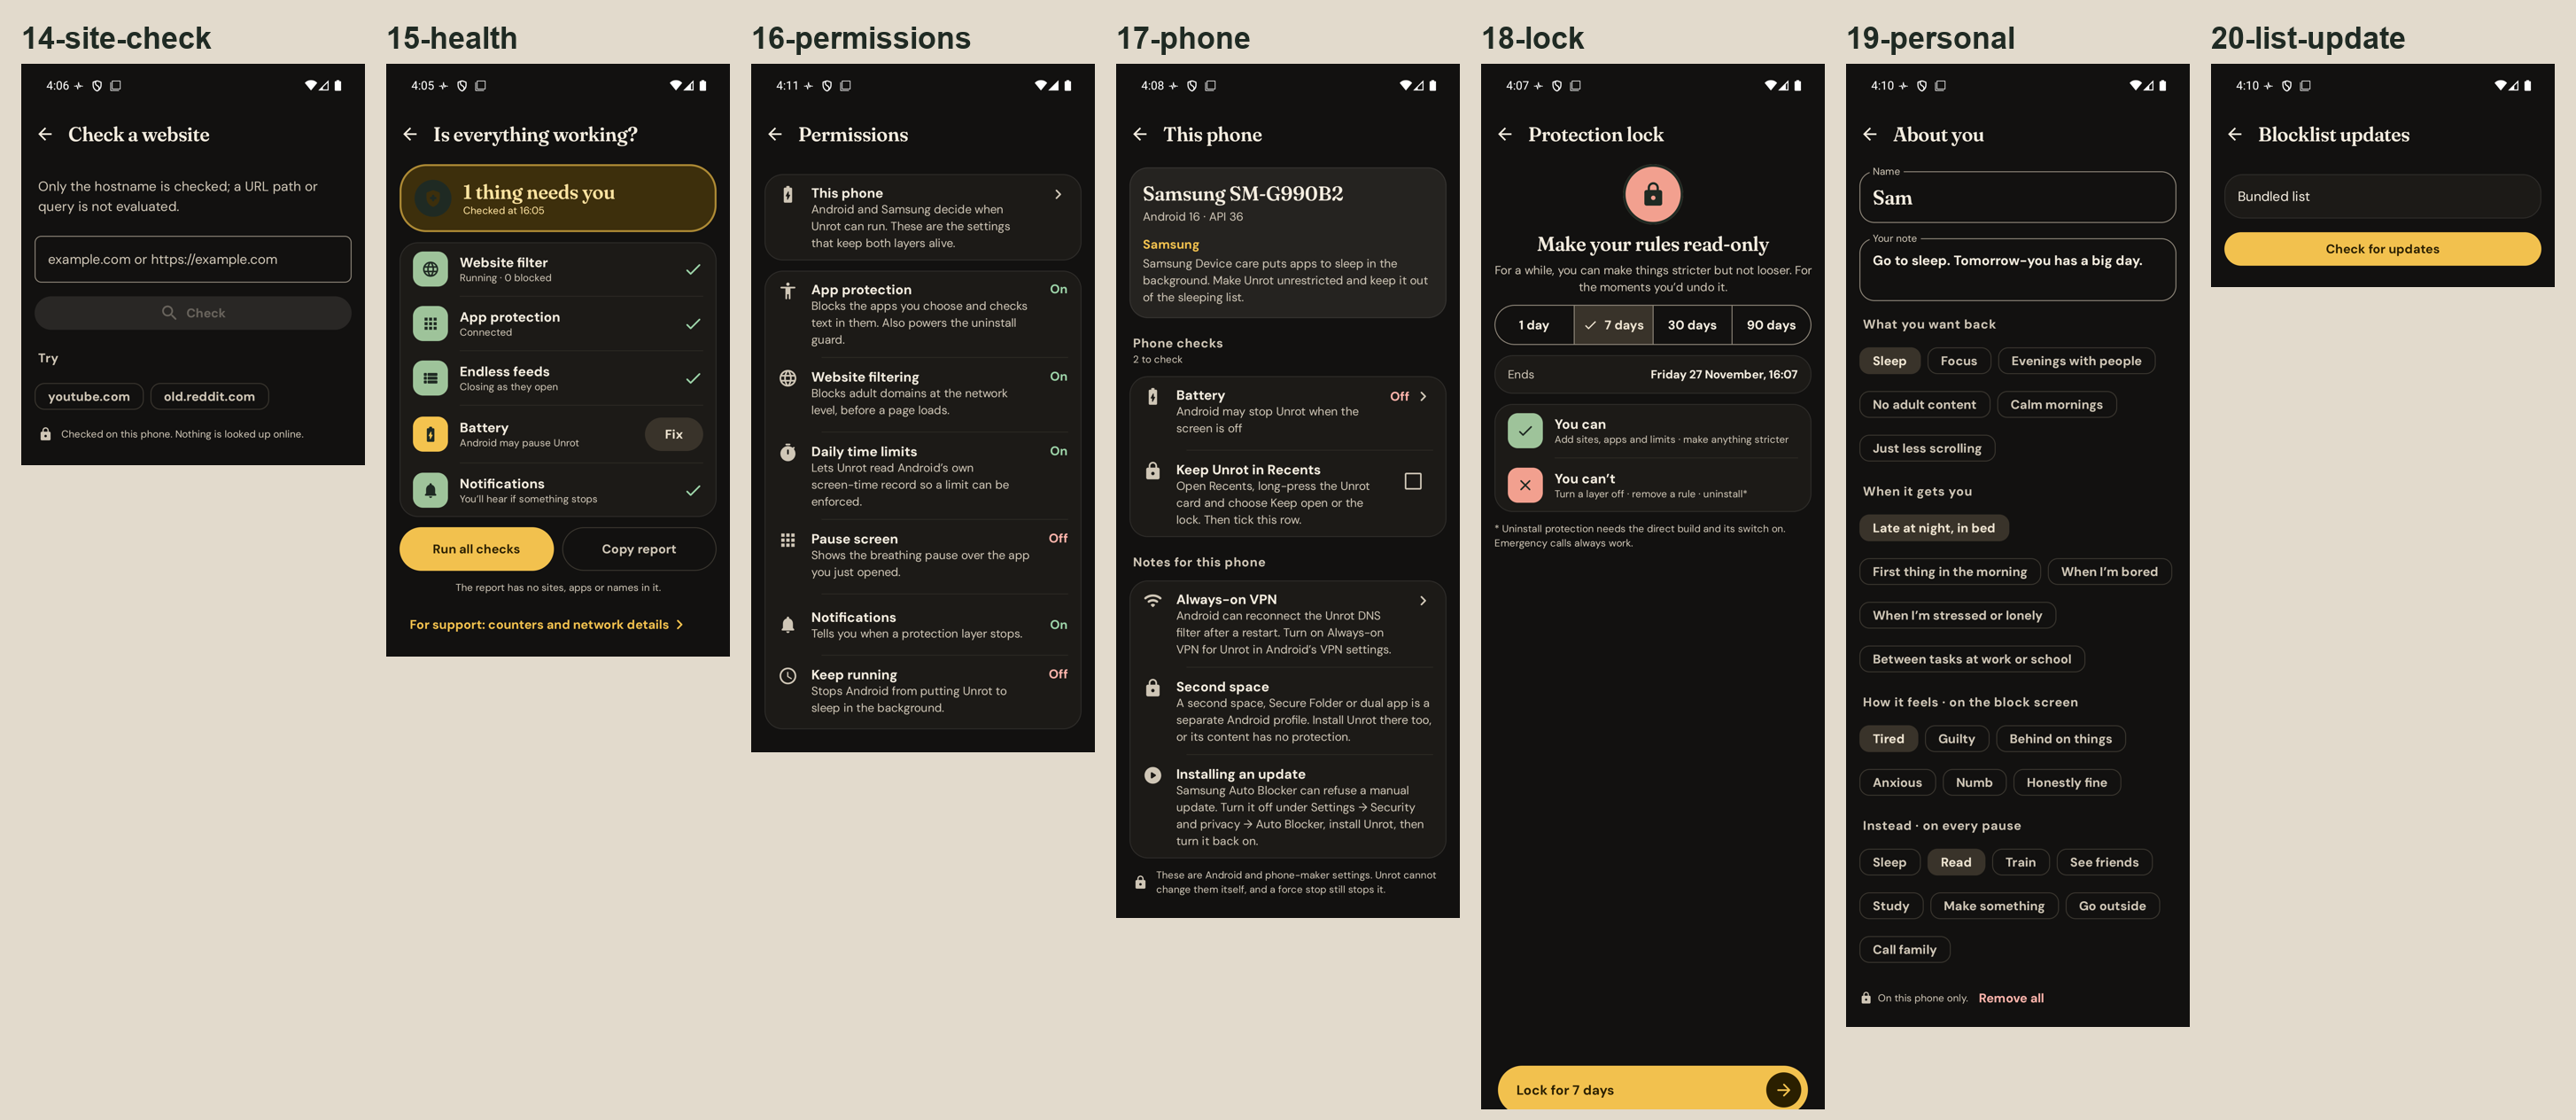 14-site-check
4:06
Check a website
Only the hostname is checked; a URL path or
query is not evaluated.
example.com or https://example.com
Check
Try
youtube.com
old.reddit.com
Checked on this phone. Nothing is looked up online.
15-health
4:05
Is everything working?
1 thing needs you
Checked at 16:05
Website filter
Running · 0 blocked
App protection
Connected
Endless feeds
Closing as they open
Battery
Android may pause Unrot
Fix
Notifications
You'll hear if something stops
Run all checks
Copy report
The report has no sites, apps or names in it.
For support: counters and network details
16-permissions
4:11
Permissions
This phone
Android and Samsung decide when
Unrot can run. These are the settings
that keep both layers alive.
App protection
On
Blocks the apps you choose and checks
text in them. Also powers the uninstall
guard.
Website filtering
On
Blocks adult domains at the network
level, before a page loads.
Daily time limits
On
Lets Unrot read Android's own
screen-time record so a limit can be
enforced.
Pause screen
Off
Shows the breathing pause over the app
you just opened.
Notifications
On
Tells you when a protection layer stops.
Keep running
Off
Stops Android from putting Unrot to
sleep in the background.
17-phone
4:08
This phone
Samsung SM-G990B2
Android 16 · API 36
Samsung
Samsung Device care puts apps to sleep in the
background. Make Unrot unrestricted and keep it out
of the sleeping list.
Phone checks
2 to check
Battery
Off
Android may stop Unrot when the
screen is off
Keep Unrot in Recents
Open Recents, long-press the Unrot
card and choose Keep open or the
lock. Then tick this row.
Notes for this phone
Always-on VPN
Android can reconnect the Unrot DNS
filter after a restart. Turn on Always-on
VPN for Unrot in Android's VPN settings.
Second space
A second space, Secure Folder or dual app is a
separate Android profile. Install Unrot there too,
or its content has no protection.
Installing an update
Samsung Auto Blocker can refuse a manual
update. Turn it off under Settings → Security
and privacy → Auto Blocker, install Unrot, then
turn it back on.
These are Android and phone-maker settings. Unrot cannot
change them itself, and a force stop still stops it.
18-lock
4:07
Protection lock
Make your rules read-only
For a while, you can make things stricter but not looser. For
the moments you'd undo it.
1 day
7 days
30 days
90 days
Ends
Friday 27 November, 16:07
You can
Add sites, apps and limits · make anything stricter
You can't
Turn a layer off · remove a rule · uninstall*
* Uninstall protection needs the direct build and its switch on.
Emergency calls always work.
Lock for 7 days
19-personal
4:10
About you
Name
Sam
Your note
Go to sleep. Tomorrow-you has a big day.
What you want back
Sleep
Focus
Evenings with people
No adult content
Calm mornings
Just less scrolling
When it gets you
Late at night, in bed
First thing in the morning
When I'm bored
When I'm stressed or lonely
Between tasks at work or school
How it feels · on the block screen
Tired
Guilty
Behind on things
Anxious
Numb
Honestly fine
Instead · on every pause
Sleep
Read
Train
See friends
Study
Make something
Go outside
Call family
On this phone only.
Remove all
20-list-update
4:10
Blocklist updates
Bundled list
Check for updates